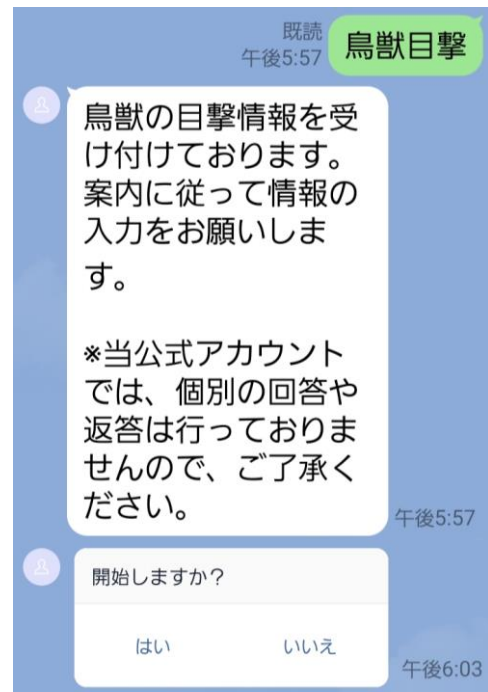 既読
午後5:57
鳥獣目撃
鳥獣の目撃情報を受
け付けております。
案内に従って情報の
入力をお願いしま
す。
※当公式アカウント
では、個別の回答や
返答は行っておりま
せんので、ご了承く
ださい。
午後5:57
開始しますか？
はい
いいえ
午後6:03